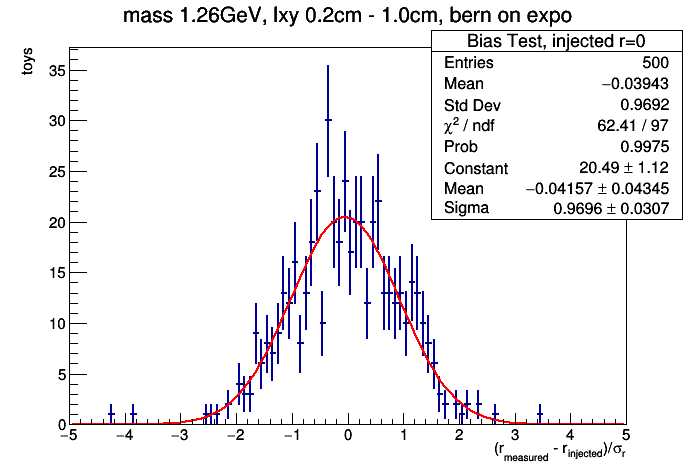 mass 1.26GeV, lxy 0.2cm - 1.0cm, bern on expo
Bias Test, injected r=0
Entries 500
Mean −0.03943
Std Dev 0.9692
χ² / ndf 62.41 / 97
Prob 0.9975
Constant 20.49 ± 1.12
Mean −0.04157 ± 0.04345
Sigma 0.9696 ± 0.0307
toys
35
30
25
20
15
10
5
0
−5 −4 −3 −2 −1 0 1 2 3 4 5
(r_measured - r_injected)/σ_r